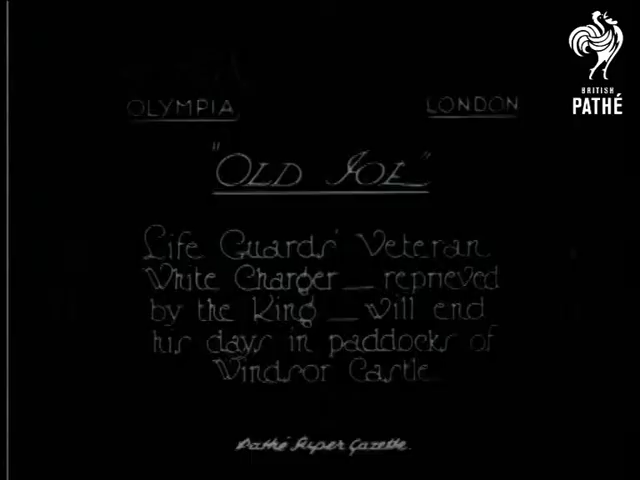 BRITISH
PATHÉ
OLYMPIA LONDON
"OLD JOE"
Life Guards' Veteran
White Charger — reprieved
by the King — will end
his days in paddocks of
Windsor Castle
Pathé Super Gazette.